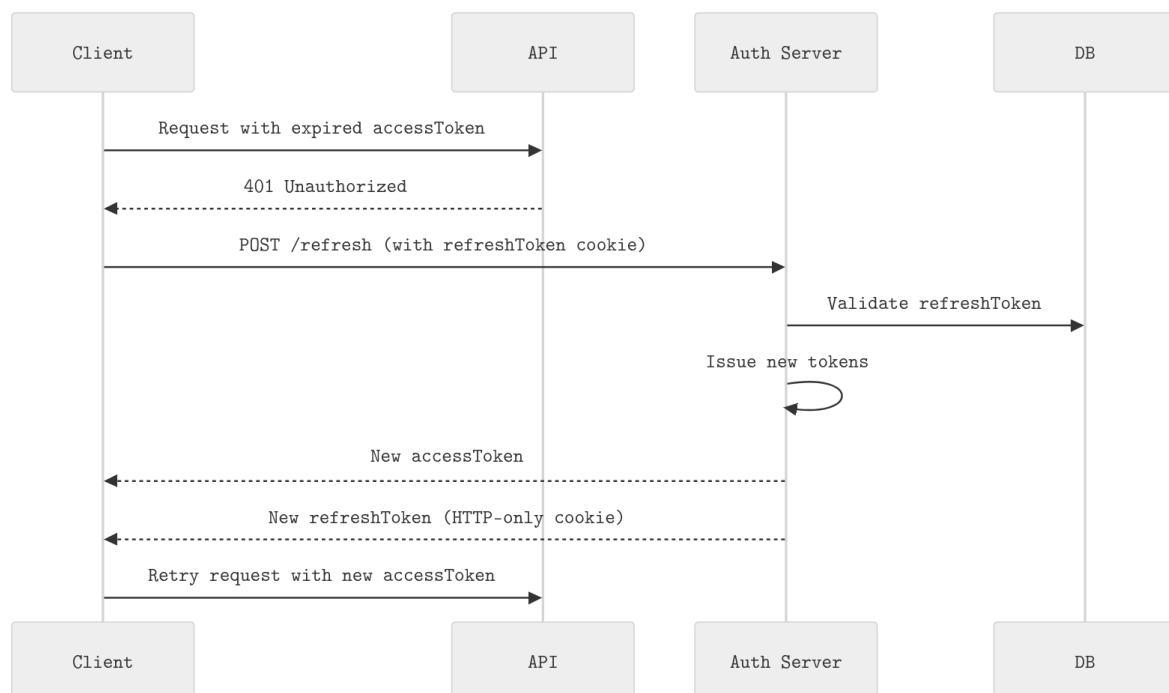 Client
API
Auth Server
DB
Request with expired accessToken
401 Unauthorized
POST /refresh (with refreshToken cookie)
Validate refreshToken
Issue new tokens
New accessToken
New refreshToken (HTTP-only cookie)
Retry request with new accessToken
Client
API
Auth Server
DB